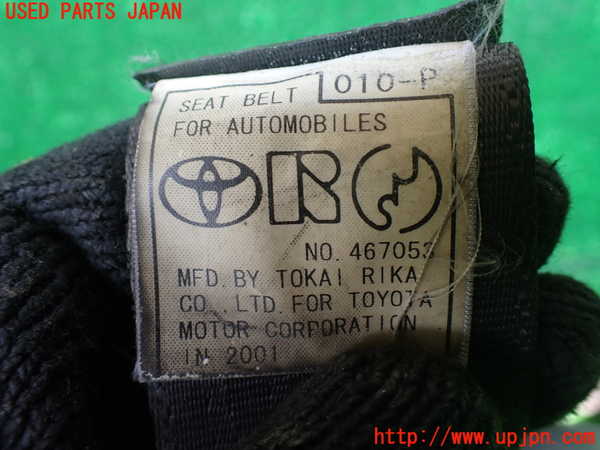 USED PARTS JAPAN
SEAT BELT 010-P
FOR AUTOMOBILES
NO. 467053
MFD. BY TOKAI RIKA
CO., LTD. FOR TOYOTA
MOTOR CORPORATION
IN 2001
http://www.upjpn.com/